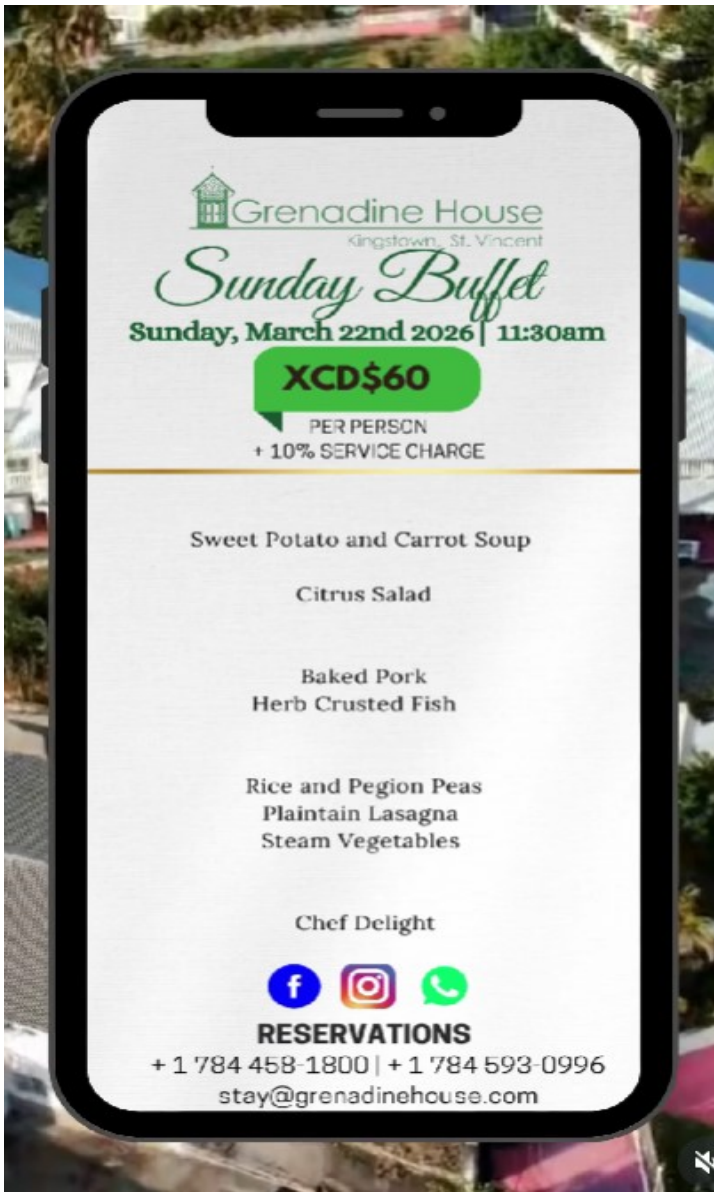 Grenadine House
Kingstown, St. Vincent
Sunday Buffet
Sunday, March 22nd 2026| 11:30am
XCD$60
PER PERSON
+ 10% SERVICE CHARGE
Sweet Potato and Carrot Soup
Citrus Salad
Baked Pork
Herb Crusted Fish
Rice and Pegion Peas
Plaintain Lasagna
Steam Vegetables
Chef Delight
RESERVATIONS
+ 1 784 458-1800 | + 1 784 593-0996
stay@grenadinehouse.com